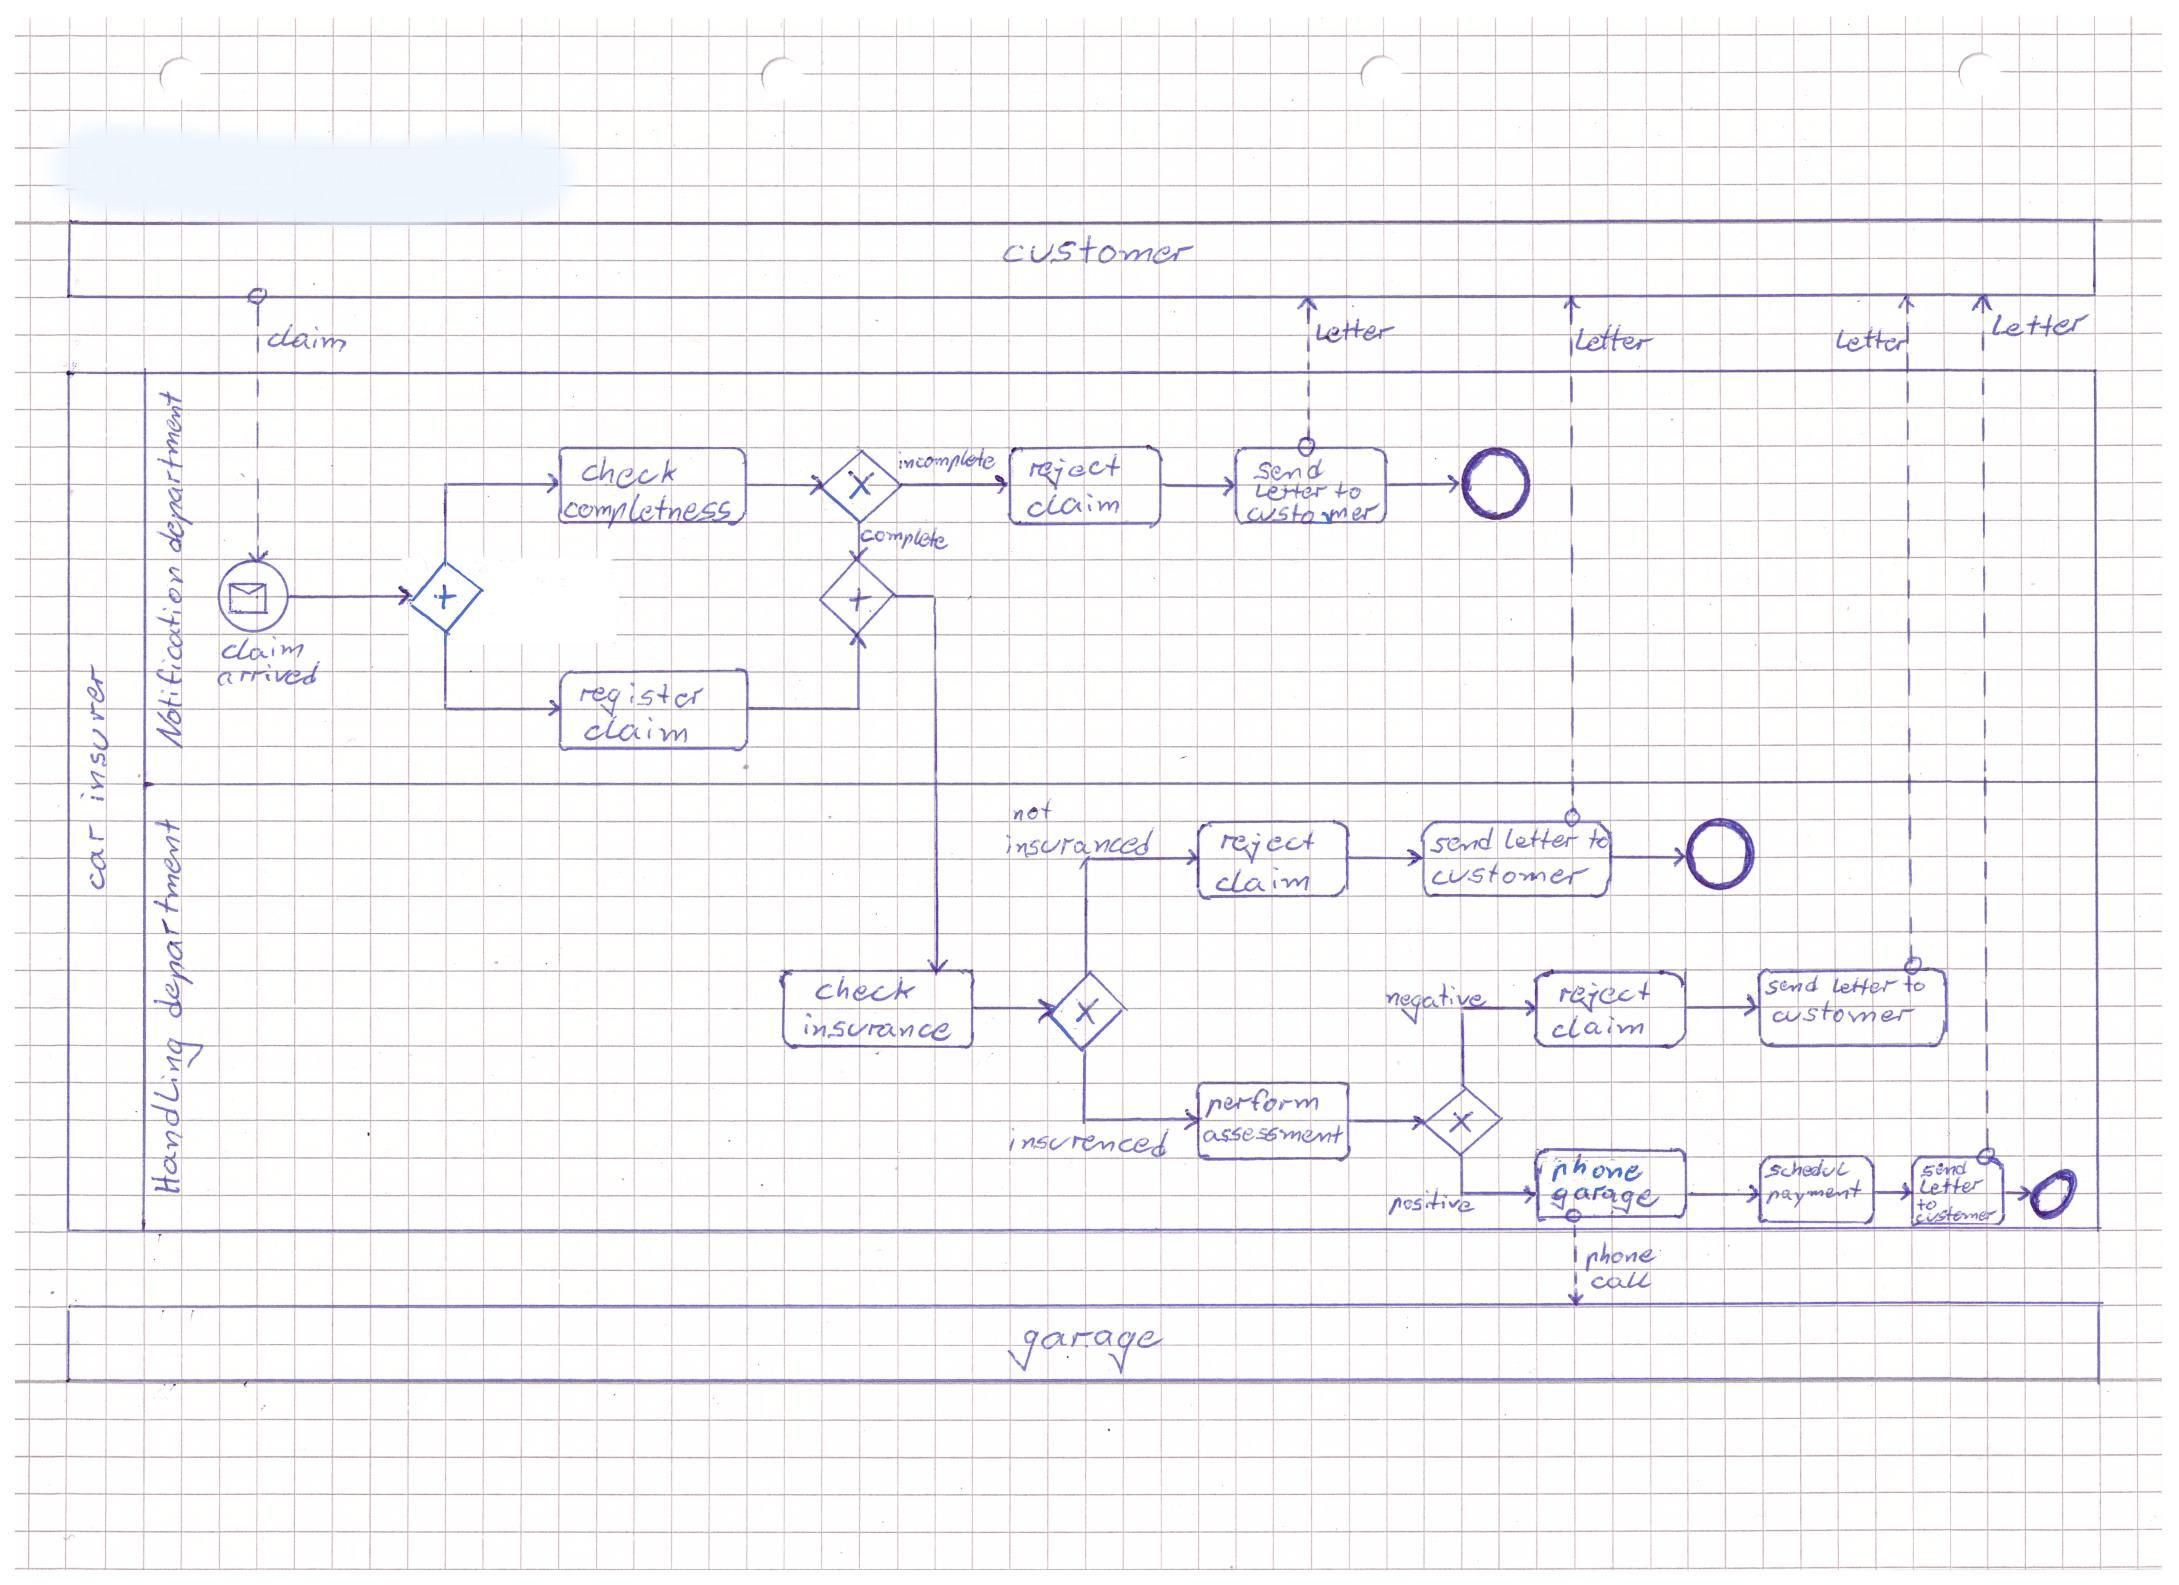 customer
claim
Letter
Letter
Letter
Letter
car insurer
Notification department
claim
arrived
check
completness
incomplete
complete
reject
claim
send
Letter to
customer
register
claim
Handling department
not
insuranced
reject
claim
send letter to
customer
check
insurance
insurenced
perform
assessment
negative
reject
claim
send letter to
customer
positive
phone
garage
schedul
payment
send
Letter
to
customer
phone
call
garage